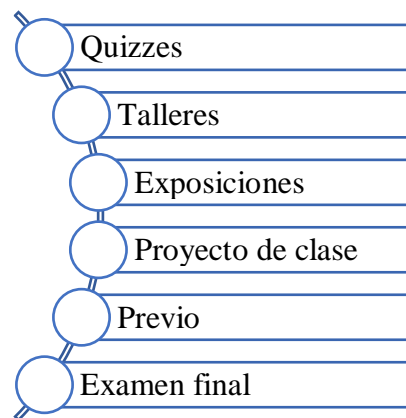 Quizzes
Talleres
Exposiciones
Proyecto de clase
Previo
Examen final